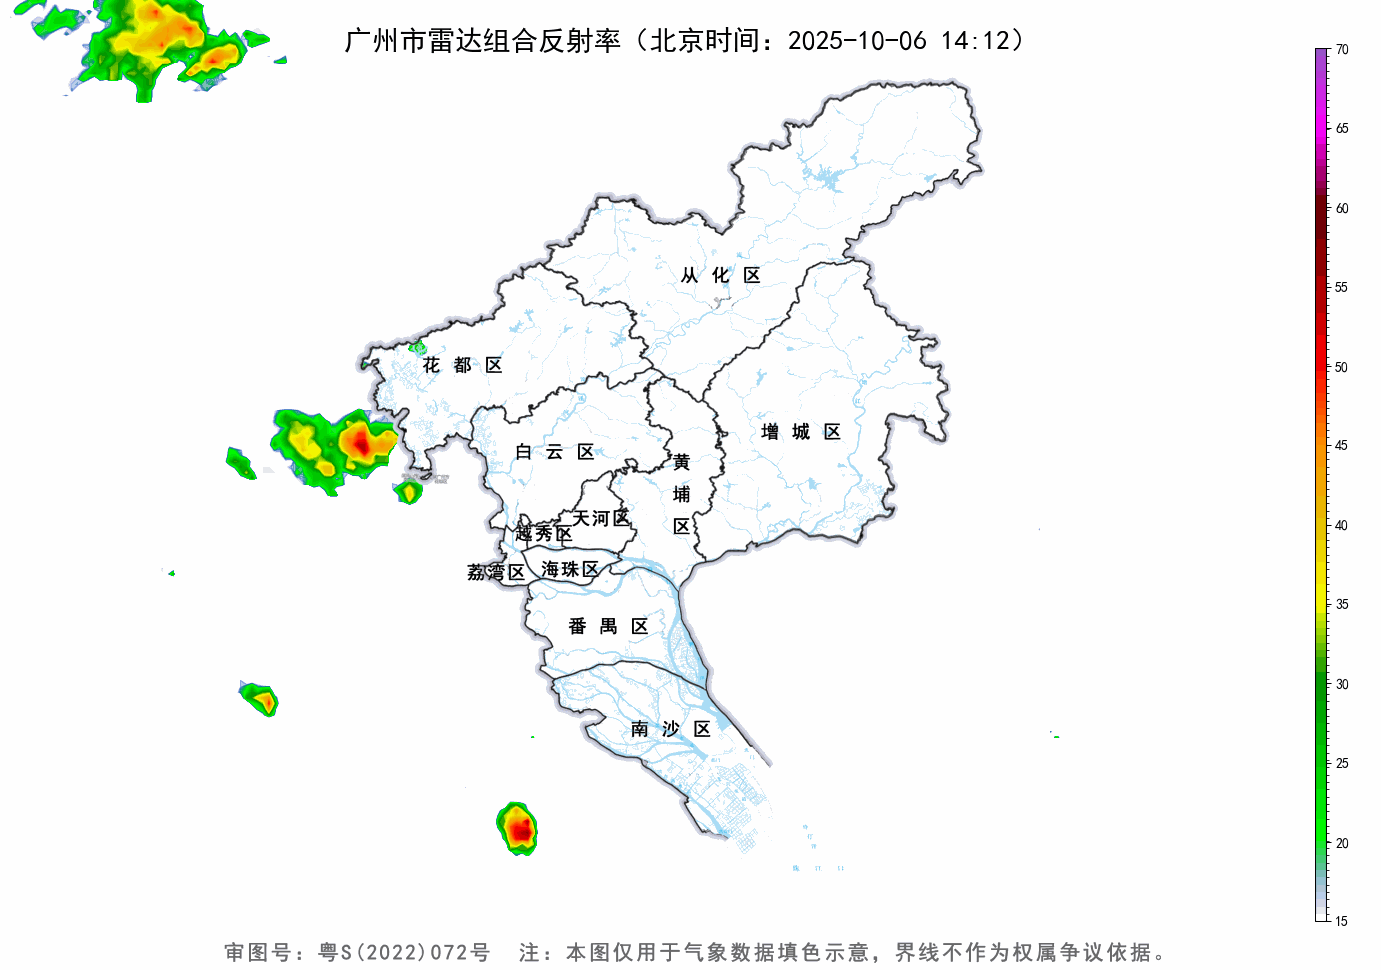 广州市雷达组合反射率（北京时间：2025-10-06 14:12）
70
65
60
55
50
45
40
35
30
25
20
15
从化区
花都区
增城区
白云区
黄埔区
天河区
越秀区
荔湾区
海珠区
番禺区
南沙区
审图号：粤S(2022)072号 注：本图仅用于气象数据填色示意，界线不作为权属争议依据。